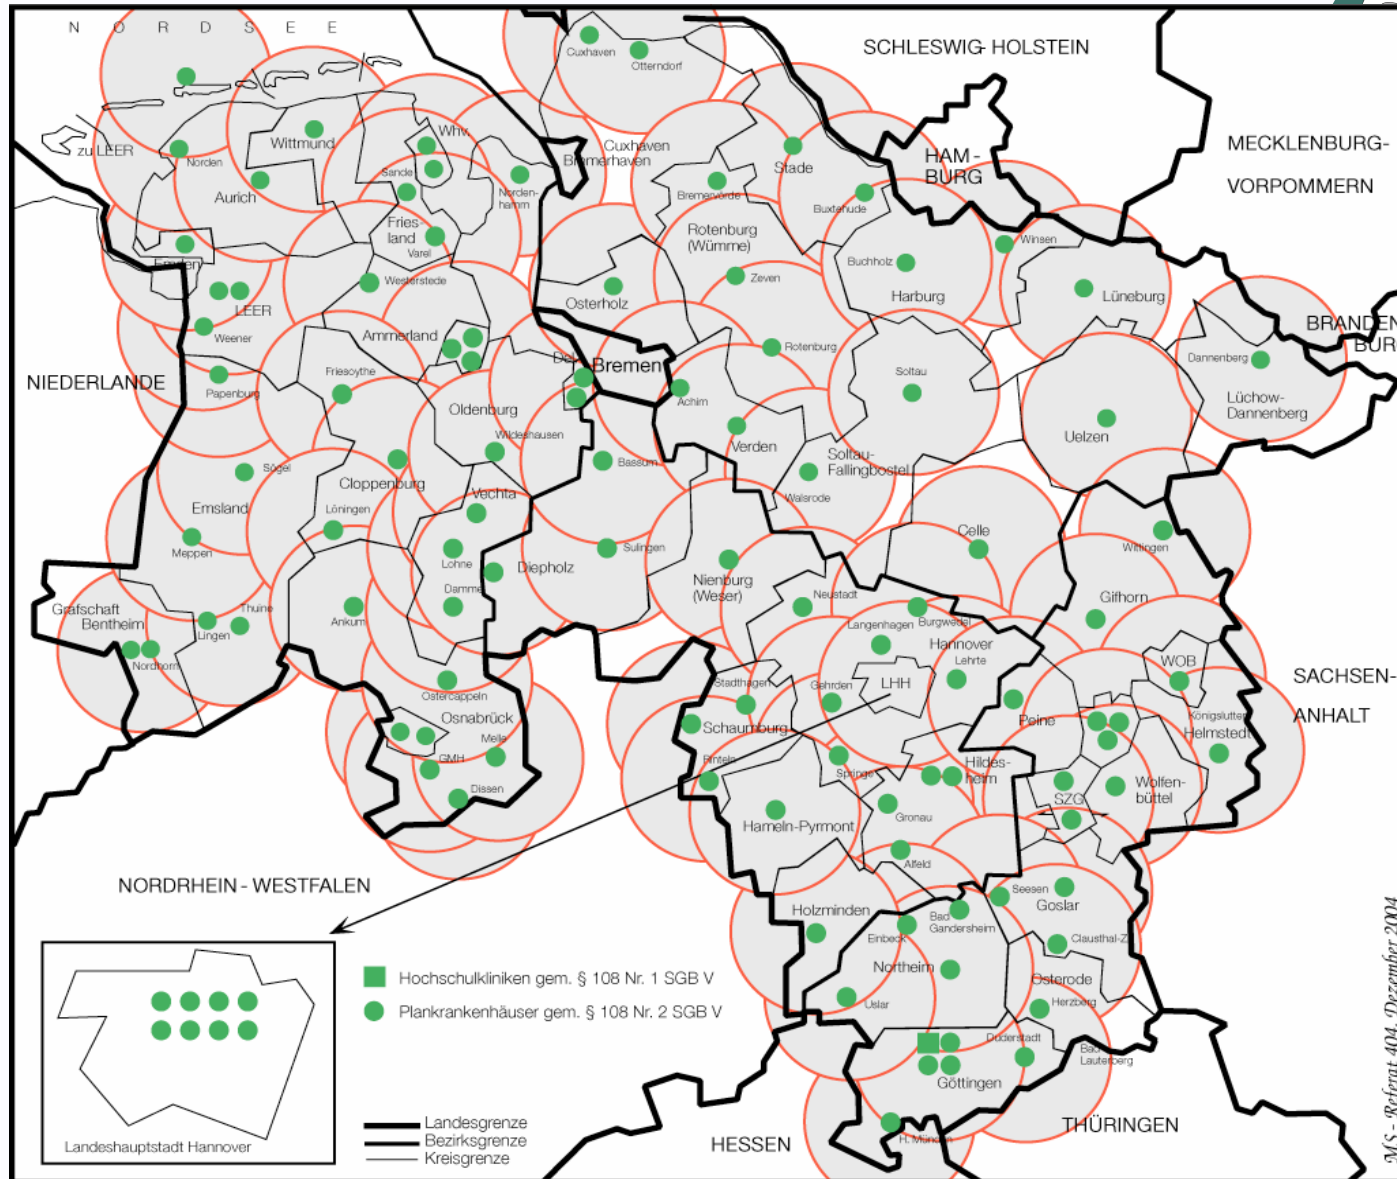 N O R D S E E
Cuxhaven
Otterndorf
SCHLESWIG-HOLSTEIN
MECKLENBURG-
VORPOMMERN
HAM-
BURG
zu LEER
Norden
Wittmund
Whv.
Sande
Aurich
Fries-
land
Varel
Norden-
hamm
Cuxhaven
Bremerhaven
Stade
Bremervörde
Buxtehude
Rotenburg
(Wümme)
Zeven
Buchholz
Harburg
Winsen
Lüneburg
Emden
LEER
Weener
Westerstede
Osterholz
Ammerland
Del.
Bremen
Rotenburg
Achim
Soltau
BRANDEN
BURG
Dannenberg
Lüchow-
Dannenberg
NIEDERLANDE
Papenburg
Friesoythe
Oldenburg
Wildeshausen
Verden
Uelzen
Sögel
Cloppenburg
Bassum
Soltau-
Fallingbostel
Walsrode
Emsland
Löningen
Vechta
Meppen
Lohne
Damme
Diepholz
Sulingen
Nienburg
(Weser)
Celle
Wittingen
Gifhorn
Neustadt
Grafschaft
Bentheim
Thuine
Lingen
Nordhorn
Ankum
Langenhagen
Burgwedel
Hannover
Lehrte
LHH
WOB
SACHSEN-
ANHALT
Ostercappeln
Osnabrück
Melle
GMH
Dissen
Stadthagen
Schaumburg
Gehrden
Peine
Königslutter
Helmstedt
Rinteln
Springe
Hildes-
heim
SZG
Wolfen-
büttel
Hameln-Pyrmont
Gronau
Alfeld
NORDRHEIN - WESTFALEN
Seesen
Goslar
Holzminden
Einbeck
Bad
Gandersheim
Clausthal-Z
Northeim
Osterode
Herzberg
Uslar
Duderstadt
Bad
Lauterberg
Göttingen
H. Münden
HESSEN
THÜRINGEN
Landeshauptstadt Hannover
Hochschulkliniken gem. § 108 Nr. 1 SGB V
Plankrankenhäuser gem. § 108 Nr. 2 SGB V
Landesgrenze
Bezirksgrenze
Kreisgrenze
MS - Referat 404, Dezember 2004